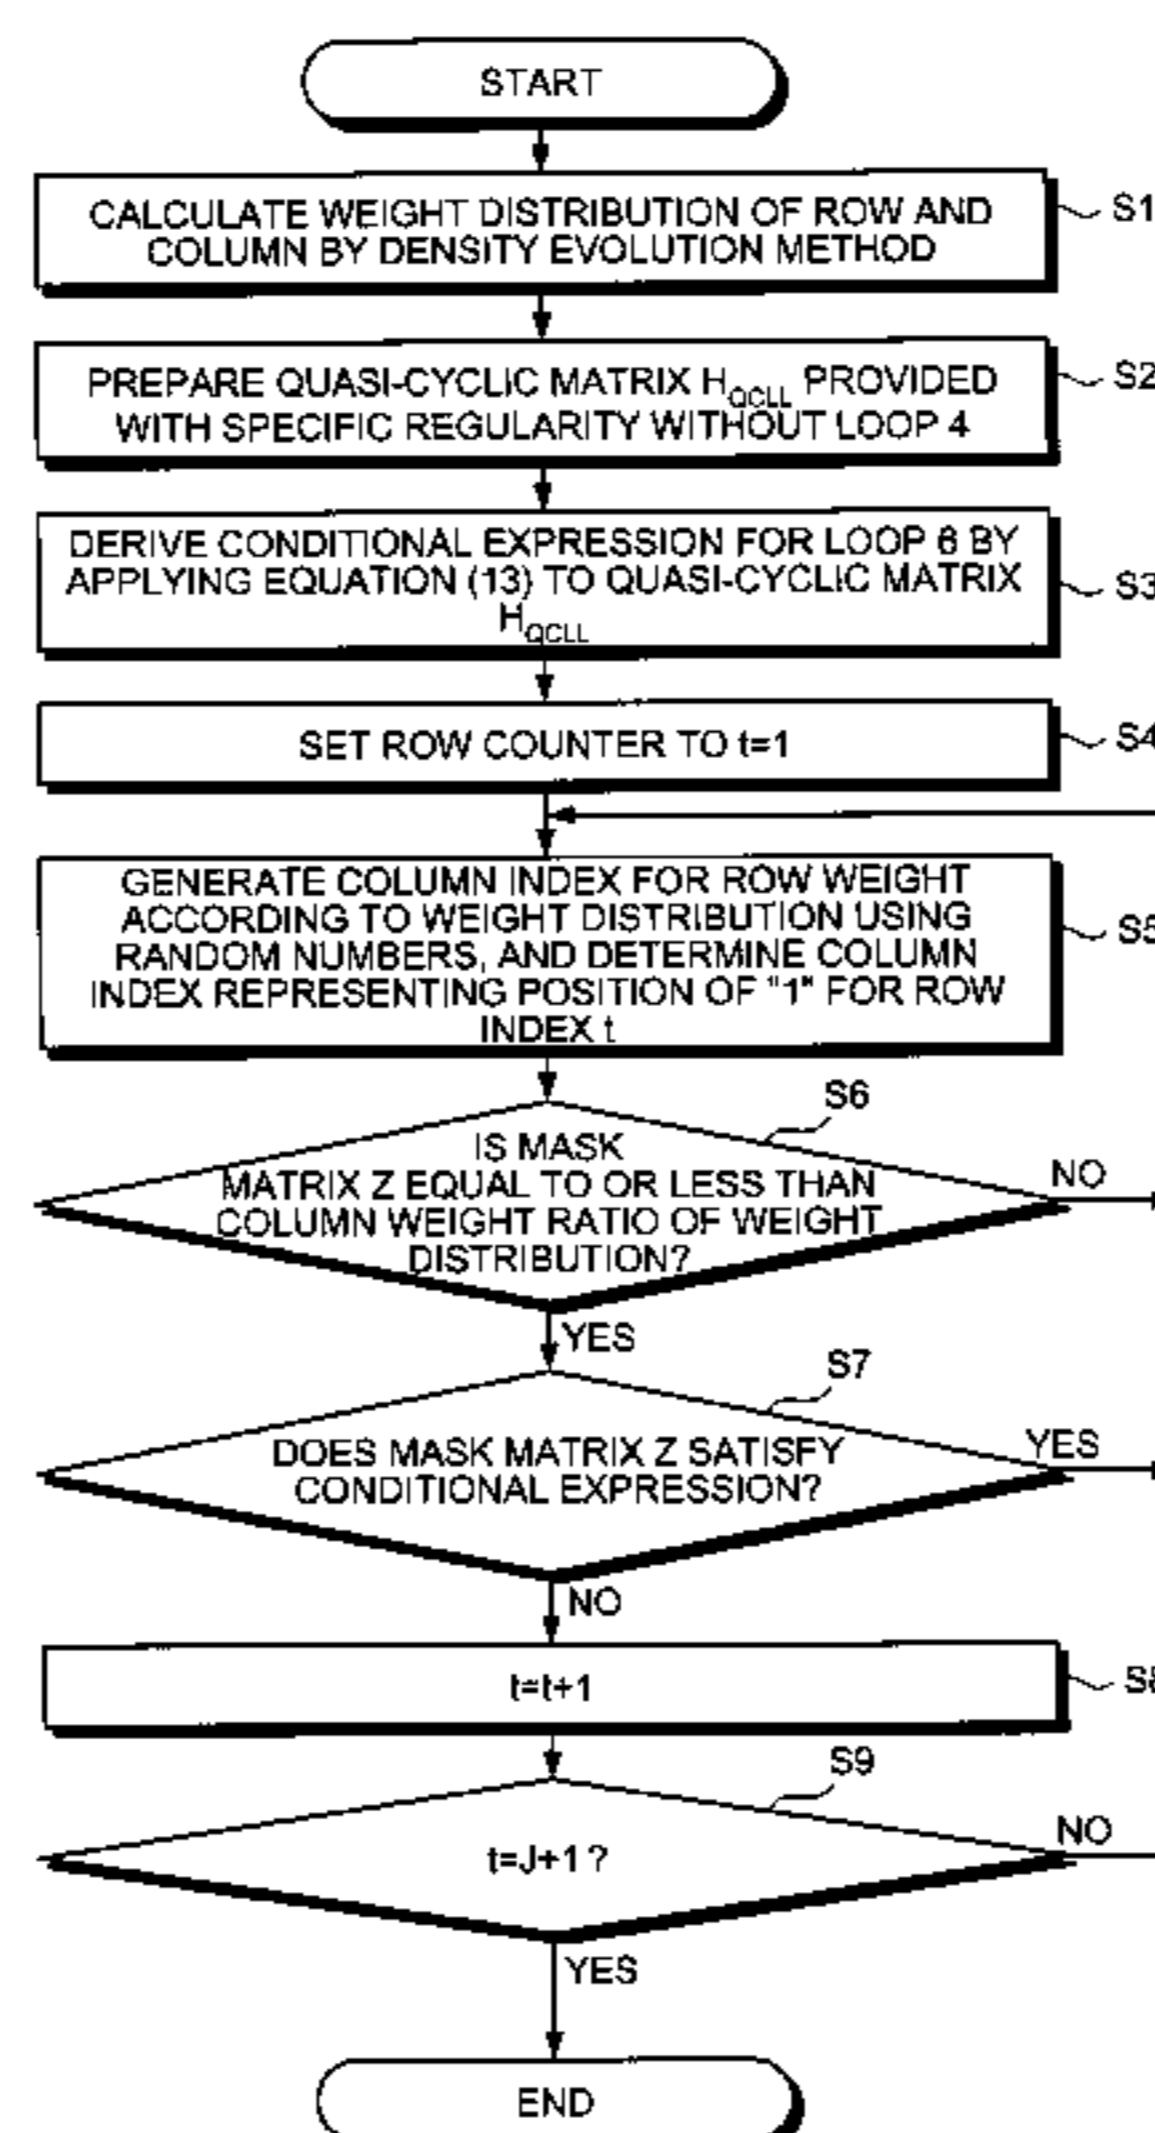 START
CALCULATE WEIGHT DISTRIBUTION OF ROW AND
COLUMN BY DENSITY EVOLUTION METHOD
S1
PREPARE QUASI-CYCLIC MATRIX HQCLL PROVIDED
WITH SPECIFIC REGULARITY WITHOUT LOOP 4
S2
DERIVE CONDITIONAL EXPRESSION FOR LOOP 6 BY
APPLYING EQUATION (13) TO QUASI-CYCLIC MATRIX
HQCLL
S3
SET ROW COUNTER TO t=1
S4
GENERATE COLUMN INDEX FOR ROW WEIGHT
ACCORDING TO WEIGHT DISTRIBUTION USING
RANDOM NUMBERS, AND DETERMINE COLUMN
INDEX REPRESENTING POSITION OF "1" FOR ROW
INDEX t
S5
S6
IS MASK
MATRIX Z EQUAL TO OR LESS THAN
COLUMN WEIGHT RATIO OF WEIGHT
DISTRIBUTION?
NO
YES
S7
DOES MASK MATRIX Z SATISFY
CONDITIONAL EXPRESSION?
YES
NO
t=t+1
S8
S9
t=J+1?
NO
YES
END